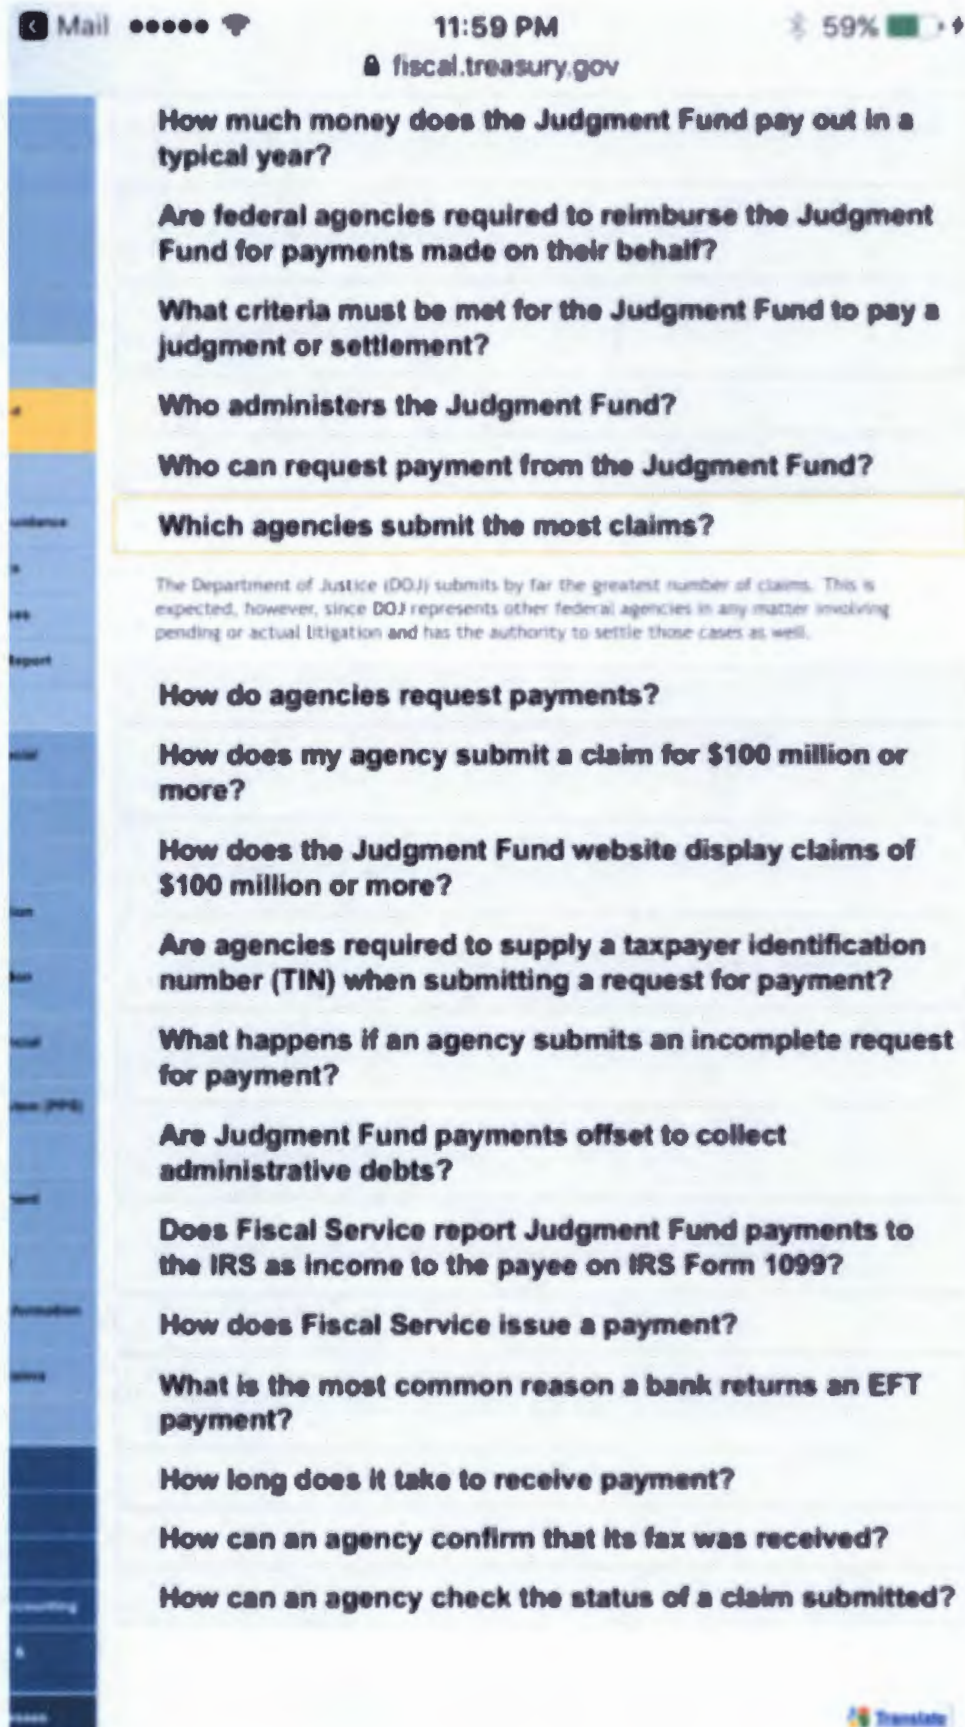 Mail 11:59 PM 59%
fiscal.treasury.gov
How much money does the Judgment Fund pay out in a
typical year?
Are federal agencies required to reimburse the Judgment
Fund for payments made on their behalf?
What criteria must be met for the Judgment Fund to pay a
judgment or settlement?
Who administers the Judgment Fund?
Who can request payment from the Judgment Fund?
Which agencies submit the most claims?
The Department of Justice (DOJ) submits by far the greatest number of claims. This is
expected, however, since DOJ represents other federal agencies in any matter involving
pending or actual litigation and has the authority to settle those cases as well.
Report
How do agencies request payments?
How does my agency submit a claim for $100 million or
more?
How does the Judgment Fund website display claims of
$100 million or more?
Are agencies required to supply a taxpayer identification
number (TIN) when submitting a request for payment?
What happens if an agency submits an incomplete request
for payment?
(PPS)
Are Judgment Fund payments offset to collect
administrative debts?
Does Fiscal Service report Judgment Fund payments to
the IRS as income to the payee on IRS Form 1099?
How does Fiscal Service issue a payment?
What is the most common reason a bank returns an EFT
payment?
How long does it take to receive payment?
How can an agency confirm that its fax was received?
How can an agency check the status of a claim submitted?
Translate